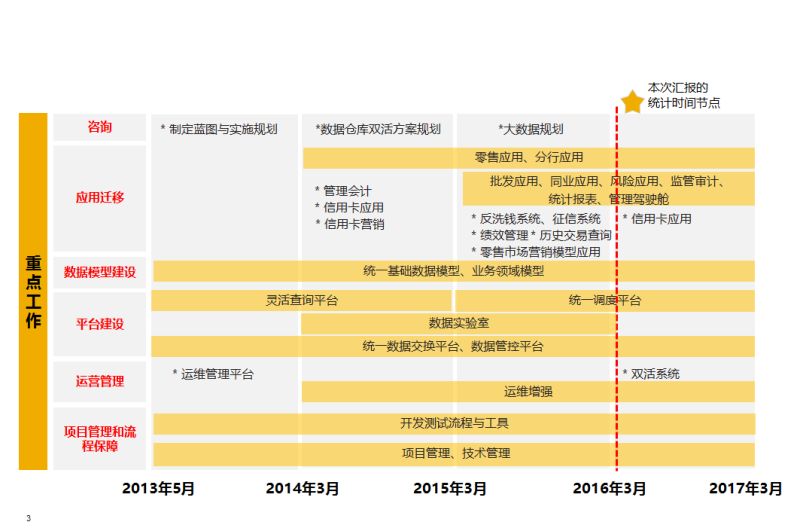 本次汇报的
统计时间节点
重点工作
咨询
* 制定蓝图与实施规划
*数据仓库双活方案规划
*大数据规划
应用迁移
零售应用、分行应用
批发应用、同业应用、风险应用、监管审计、
统计报表、管理驾驶舱
* 管理会计
* 信用卡应用
* 信用卡营销
* 反洗钱系统、征信系统
* 绩效管理 * 历史交易查询
* 零售市场营销模型应用
* 信用卡应用
数据模型建设
统一基础数据模型、业务领域模型
平台建设
灵活查询平台
统一调度平台
数据实验室
统一数据交换平台、数据管控平台
运营管理
* 运维管理平台
* 双活系统
运维增强
项目管理和流
程保障
开发测试流程与工具
项目管理、技术管理
2013年5月
2014年3月
2015年3月
2016年3月
2017年3月
3